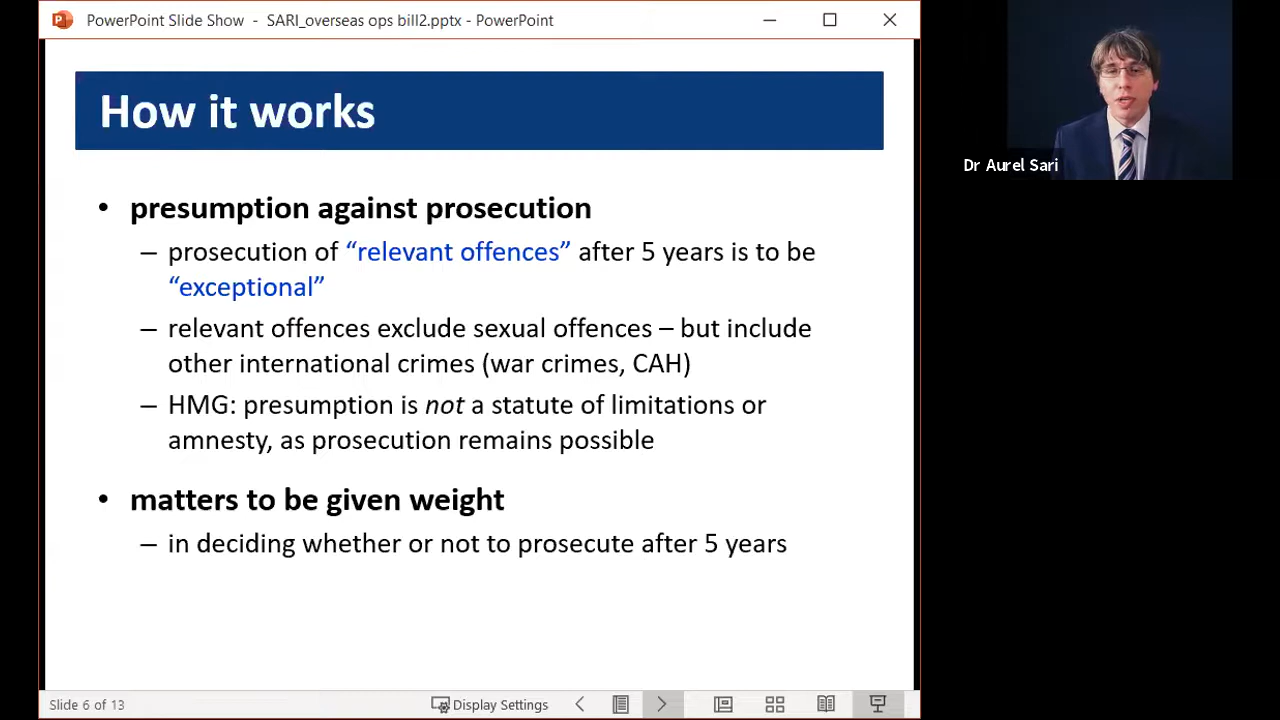 PowerPoint Slide Show - SARI_overseas ops bill2.pptx - PowerPoint
How it works
• presumption against prosecution
– prosecution of “relevant offences” after 5 years is to be
“exceptional”
– relevant offences exclude sexual offences – but include
other international crimes (war crimes, CAH)
– HMG: presumption is not a statute of limitations or
amnesty, as prosecution remains possible
• matters to be given weight
– in deciding whether or not to prosecute after 5 years
Slide 6 of 13
Display Settings
Dr Aurel Sari